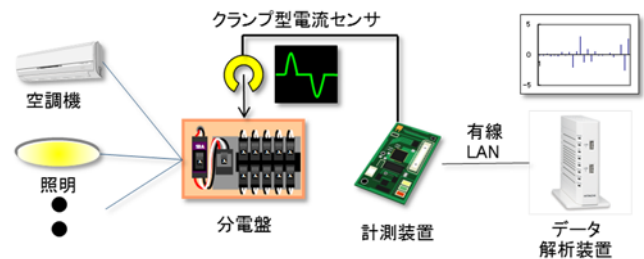 クランプ型電流センサ
空調機
照明
分電盤
計測装置
有線
LAN
5
0
-5
データ
解析装置